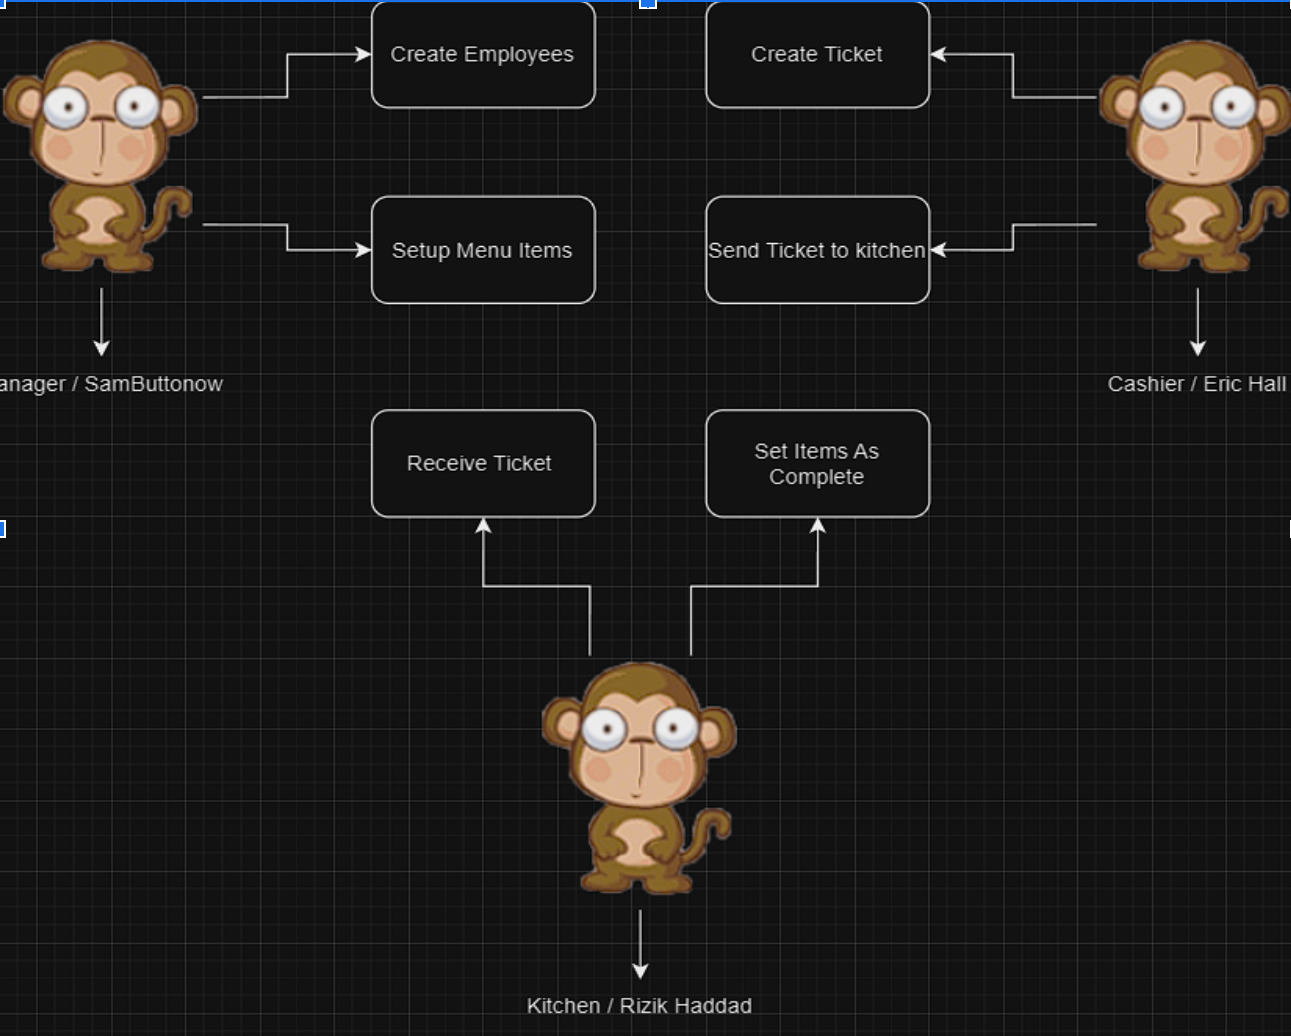 Create Employees
Create Ticket
Setup Menu Items
Send Ticket to kitchen
anager / SamButtonow
Cashier / Eric Hall
Receive Ticket
Set Items As
Complete
Kitchen / Rizik Haddad